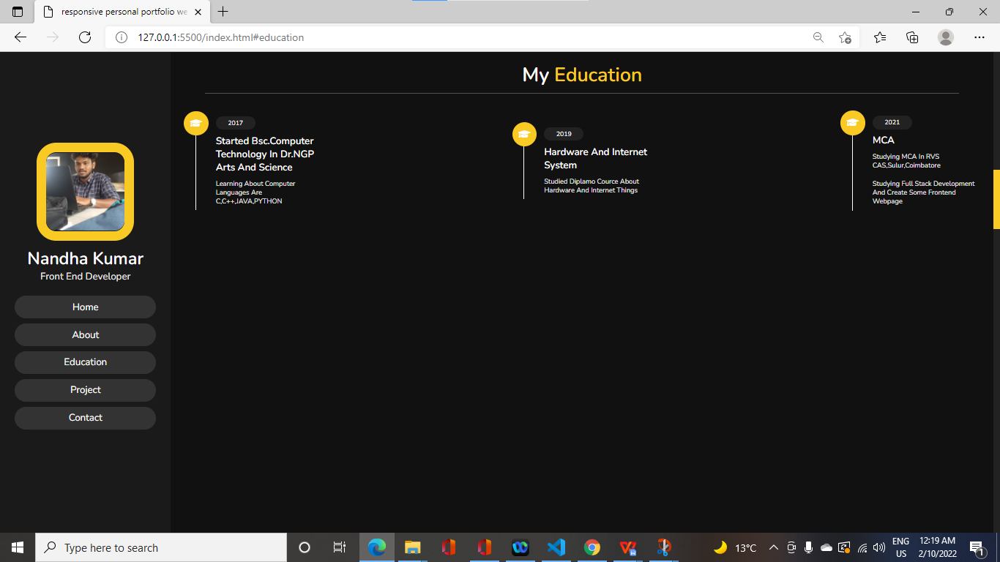 responsive personal portfolio we
127.0.0.1:5500/index.html#education
My Education
Nandha Kumar
Front End Developer
Home
About
Education
Project
Contact
2017
Started Bsc.Computer
Technology In Dr.NGP
Arts And Science
Learning About Computer
Languages Are
C,C++,JAVA,PYTHON
2019
Hardware And Internet
System
Studied Diplamo Cource About
Hardware And Internet Things
2021
MCA
Studying MCA In RVS
CAS,Sulur,Coimbatore
Studying Full Stack Development
And Create Some Frontend
Webpage
Type here to search
13°C
ENG
US
12:19 AM
2/10/2022
1